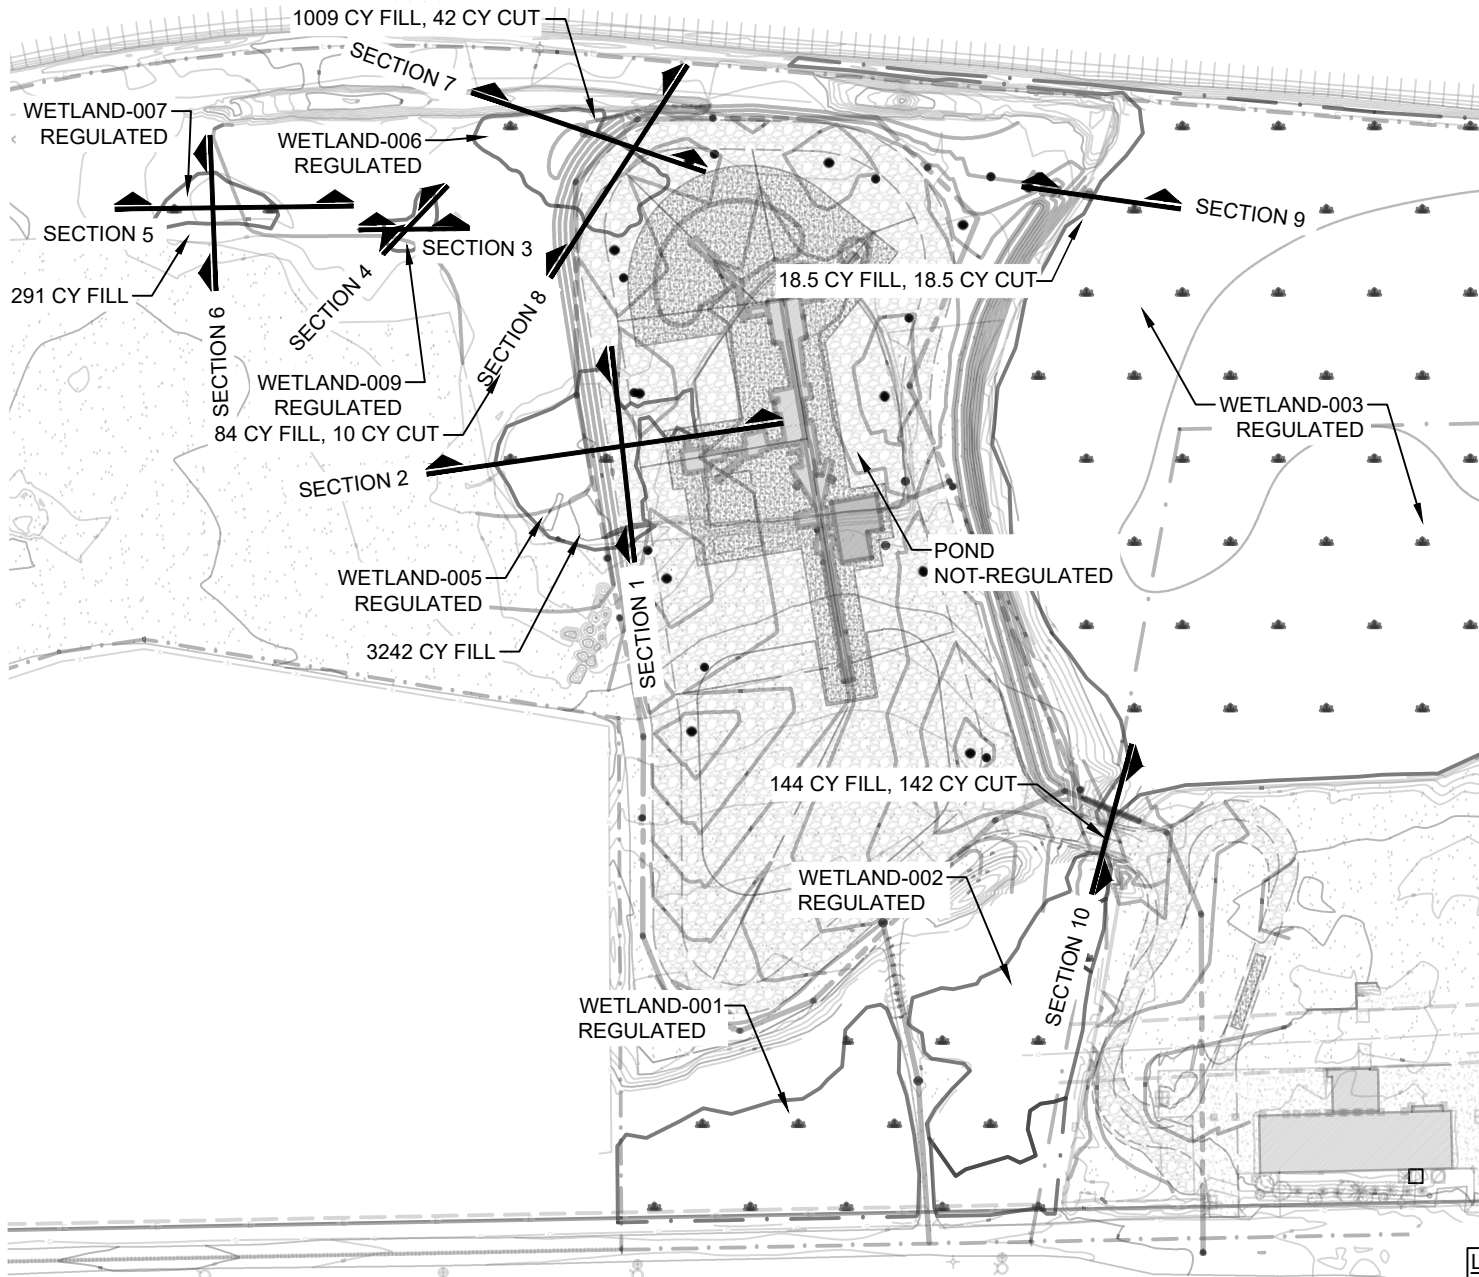 1009 CY FILL, 42 CY CUT
SECTION 7
WETLAND-007
REGULATED
WETLAND-006
REGULATED
SECTION 9
SECTION 5
SECTION 3
18.5 CY FILL, 18.5 CY CUT
291 CY FILL
SECTION 4
SECTION 6
SECTION 8
WETLAND-009
REGULATED
84 CY FILL, 10 CY CUT
WETLAND-003
REGULATED
SECTION 2
POND
NOT-REGULATED
WETLAND-005
REGULATED
SECTION 1
3242 CY FILL
144 CY FILL, 142 CY CUT
WETLAND-002
REGULATED
SECTION 10
WETLAND-001
REGULATED